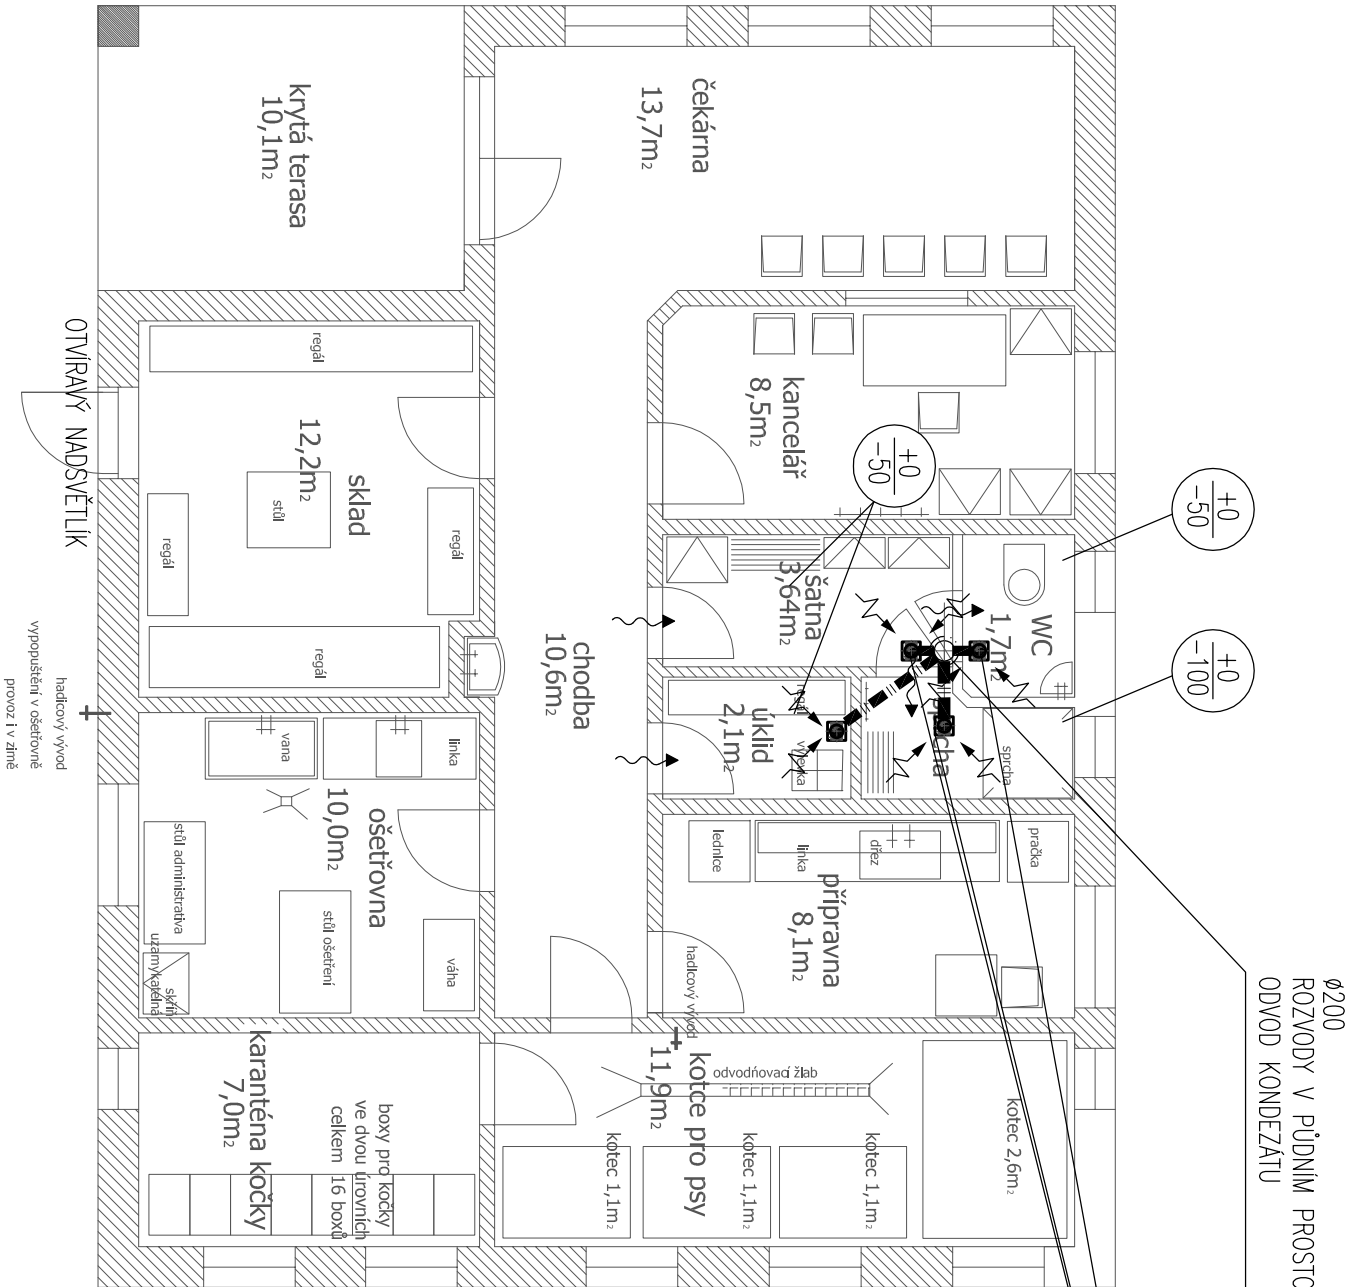 krytá terasa
10,1m2
čekárna
13,7m2
kancelář
8,5m2
+0
-50
+0
-50
+0
-100
OTVÍRAVÝ NADSVĚTLÍK
regál
12,2m2
sklad
stůl
regál
regál
regál
šatna
3,64m2
WC
1,7m2
chodba
10,6m2
úklid
2,1m2
regál
výlevka
sprcha
sprcha
hadicový vývod
vypopuštění v ošetřovně
provoz i v zimě
vana
linka
ošetřovna
10,0m2
stůl administrativa
stůl ošetření
váha
skříň
uzamykatelná
lednice
linka
dřez
pračka
přípravna
8,1m2
hadicový vývod
ø200
ROZVODY V PŮDNÍM PROSTO
ODVOD KONDEZÁTU
karanténa kočky
7,0m2
boxy pro kočky
ve dvou úrovních
celkem 16 boxů
kotce pro psy
11,9m2
odvodňovací žlab
kotec 1,1m2
kotec 1,1m2
kotec 1,1m2
kotec 2,6m2